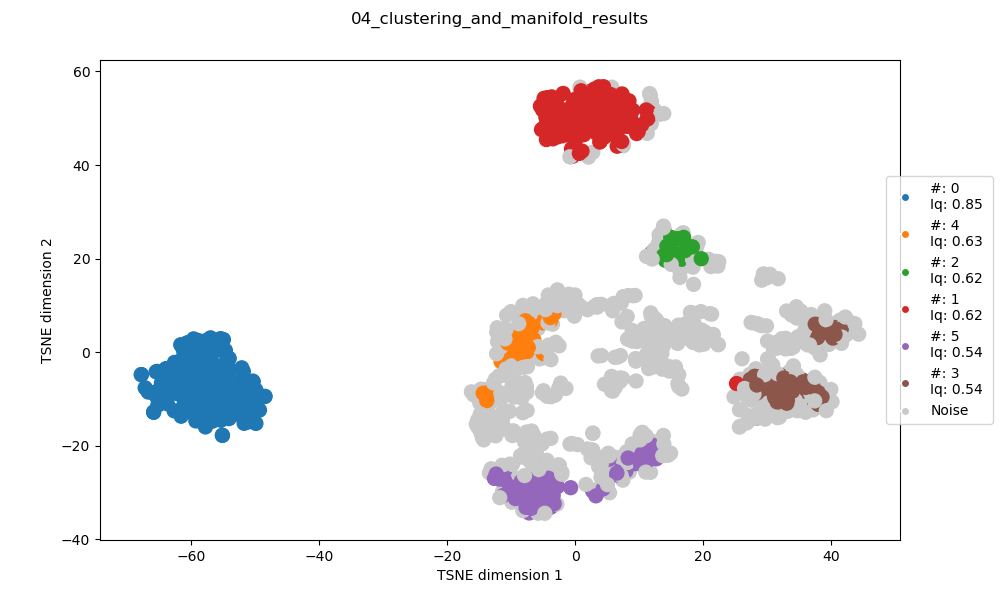 04_clustering_and_manifold_results
60
40
20
0
−20
−40
−60
−40
−20
0
20
40
TSNE dimension 2
TSNE dimension 1
#: 0
Iq: 0.85
#: 4
Iq: 0.63
#: 2
Iq: 0.62
#: 1
Iq: 0.62
#: 5
Iq: 0.54
#: 3
Iq: 0.54
Noise